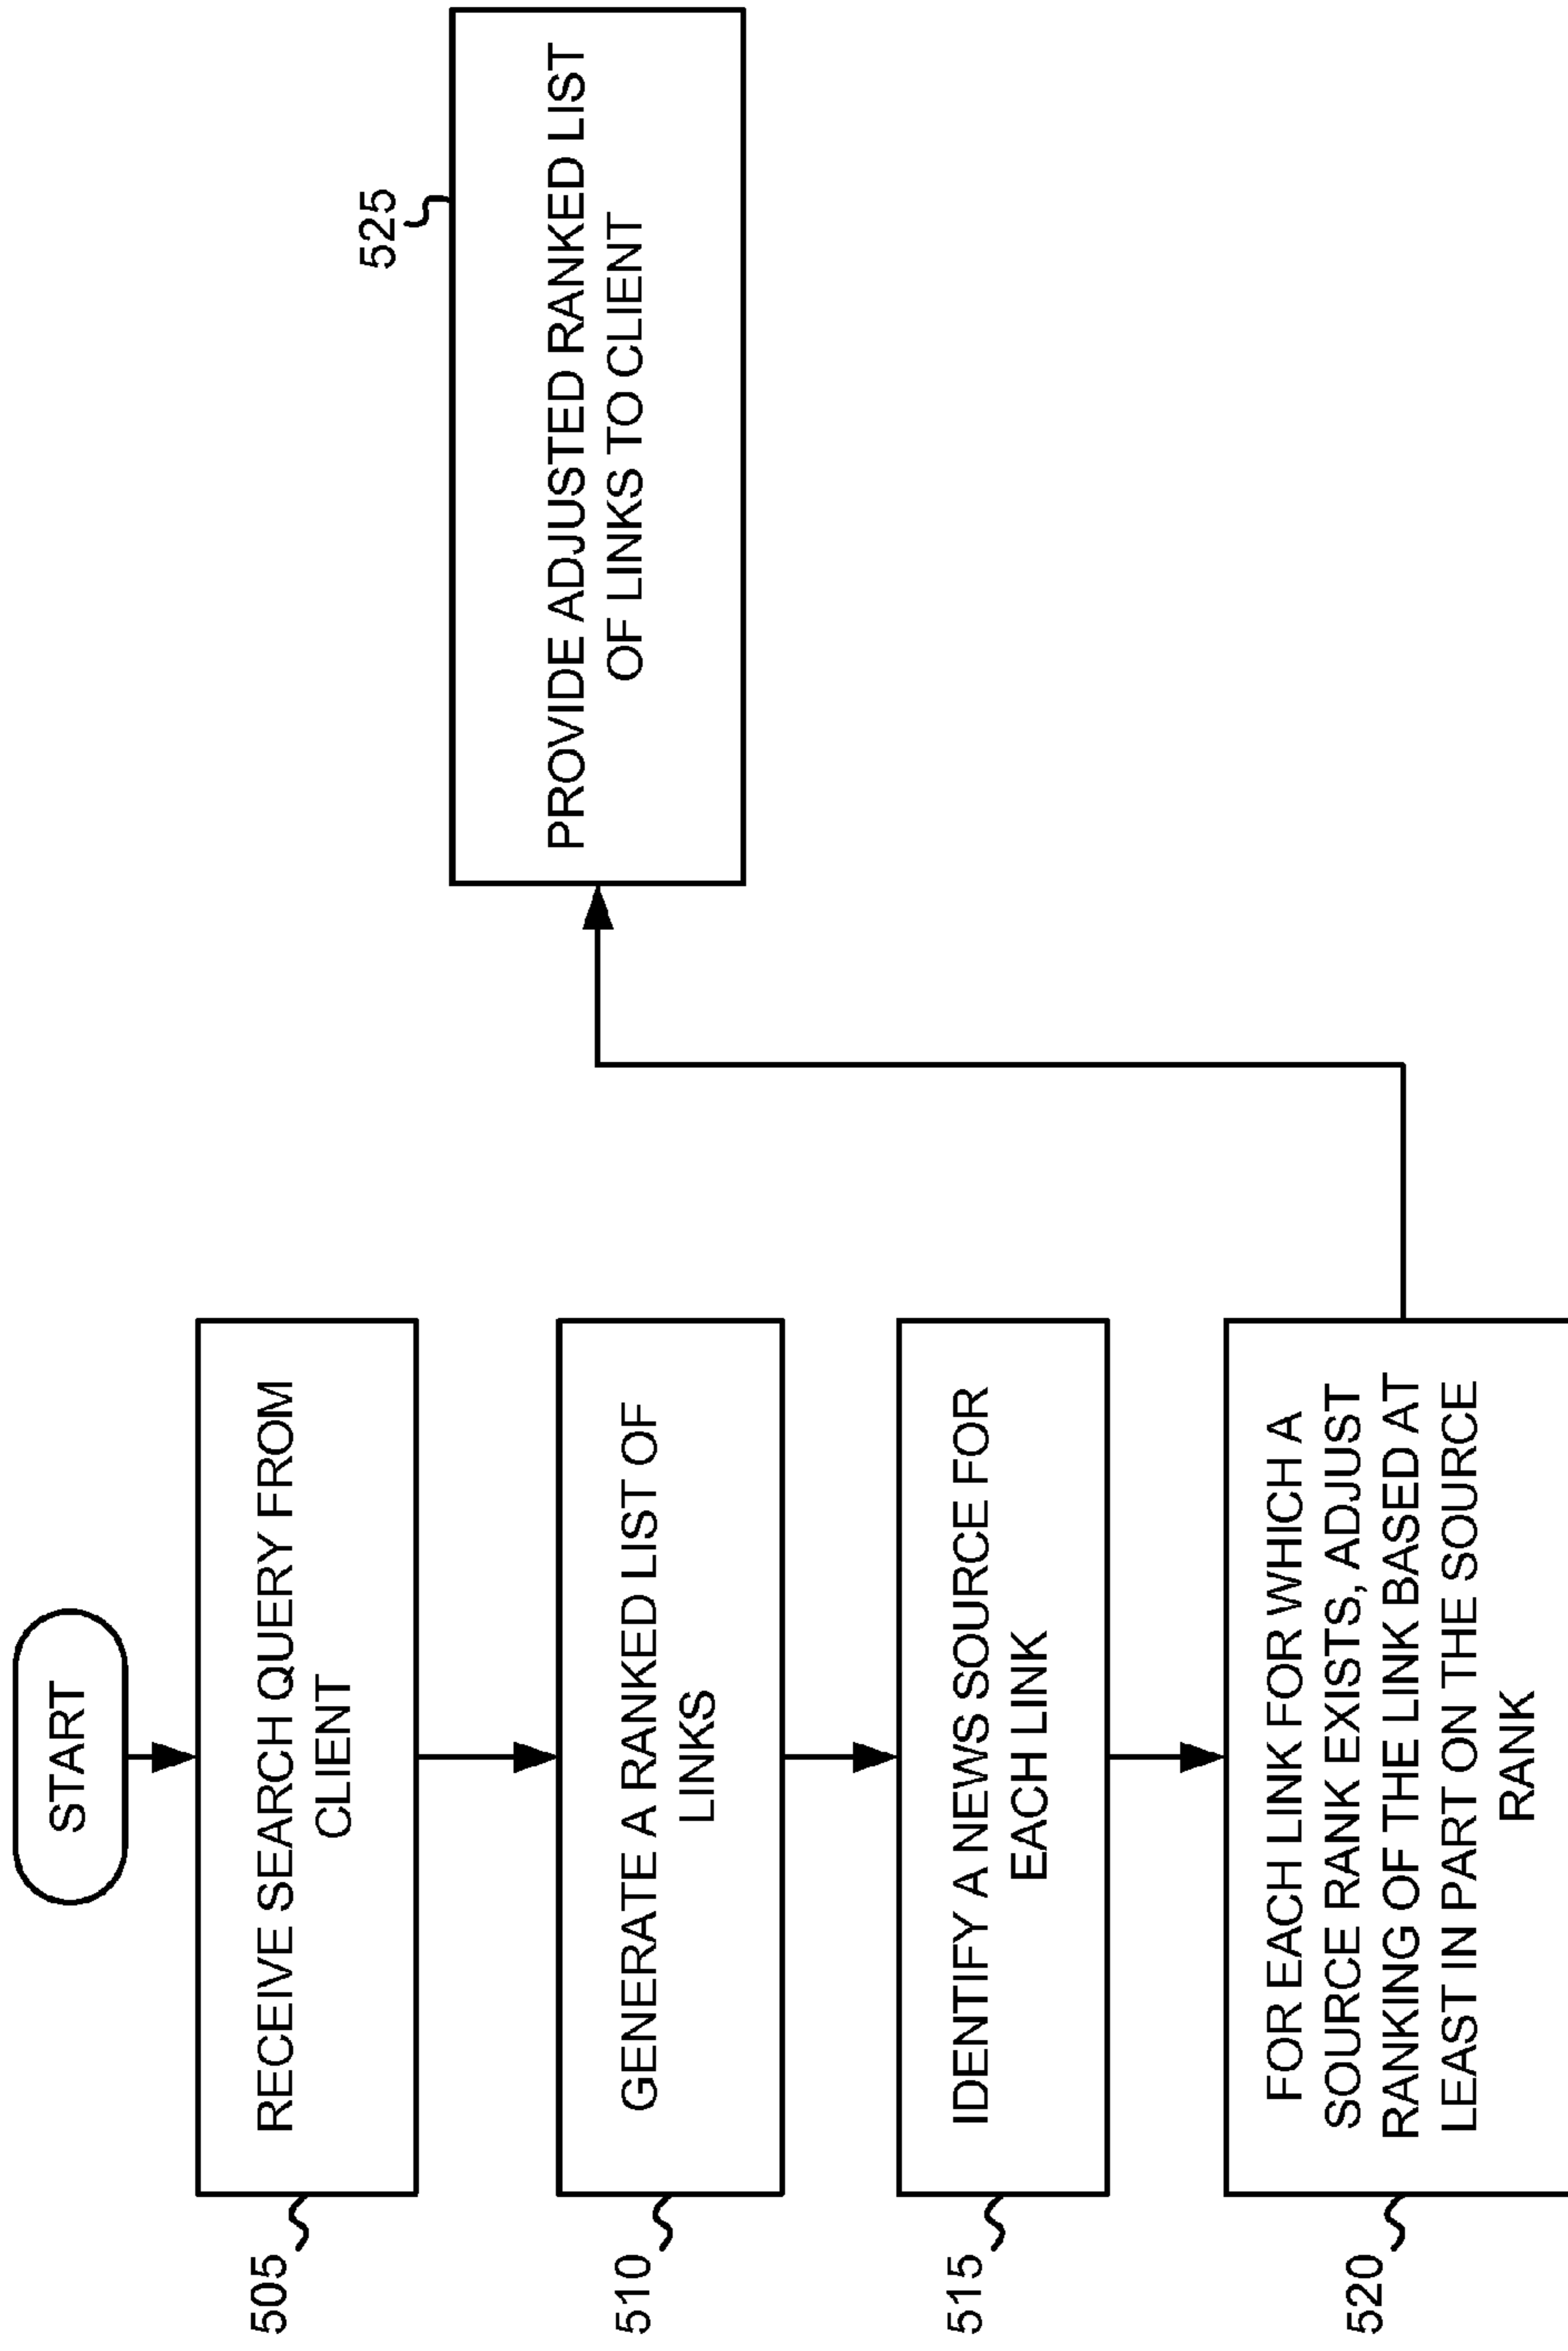 START
505
RECEIVE SEARCH QUERY FROM
CLIENT
510
GENERATE A RANKED LIST OF
LINKS
515
IDENTIFY A NEWS SOURCE FOR
EACH LINK
520
FOR EACH LINK FOR WHICH A
SOURCE RANK EXISTS, ADJUST
RANKING OF THE LINK BASED AT
LEAST IN PART ON THE SOURCE
RANK
525
PROVIDE ADJUSTED RANKED LIST
OF LINKS TO CLIENT